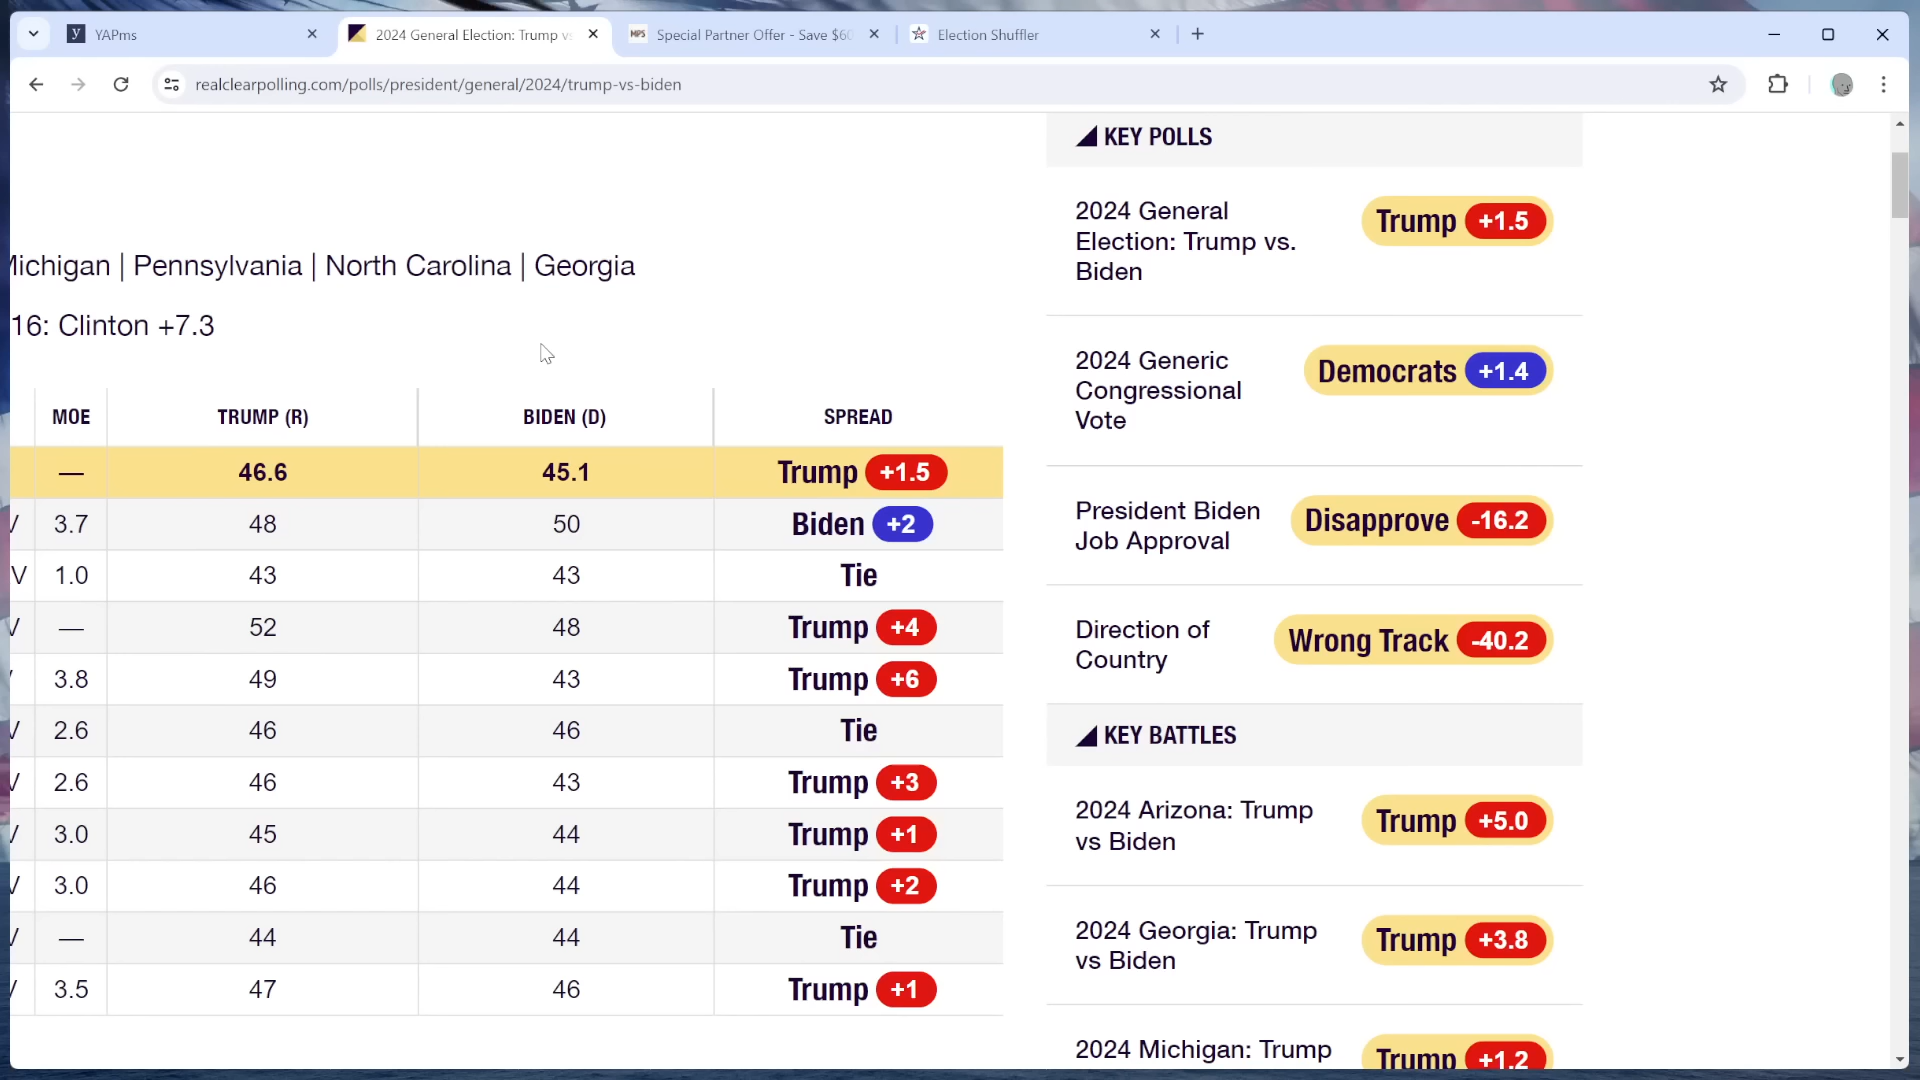 YAPms
2024 General Election: Trump vs
Special Partner Offer - Save $60
Election Shuffler
realclearpolling.com/polls/president/general/2024/trump-vs-biden
KEY POLLS
2024 General
Election: Trump vs.
Biden
Trump +1.5
Michigan | Pennsylvania | North Carolina | Georgia
16: Clinton +7.3
2024 Generic
Congressional
Vote
Democrats +1.4
MOE TRUMP (R) BIDEN (D) SPREAD
— 46.6 45.1 Trump +1.5
V 3.7 48 50 Biden +2
V 1.0 43 43 Tie
V — 52 48 Trump +4
3.8 49 43 Trump +6
V 2.6 46 46 Tie
V 2.6 46 43 Trump +3
V 3.0 45 44 Trump +1
V 3.0 46 44 Trump +2
V — 44 44 Tie
V 3.5 47 46 Trump +1
President Biden
Job Approval
Disapprove -16.2
Direction of
Country
Wrong Track -40.2
KEY BATTLES
2024 Arizona: Trump
vs Biden
Trump +5.0
2024 Georgia: Trump
vs Biden
Trump +3.8
2024 Michigan: Trump
Trump +1.2